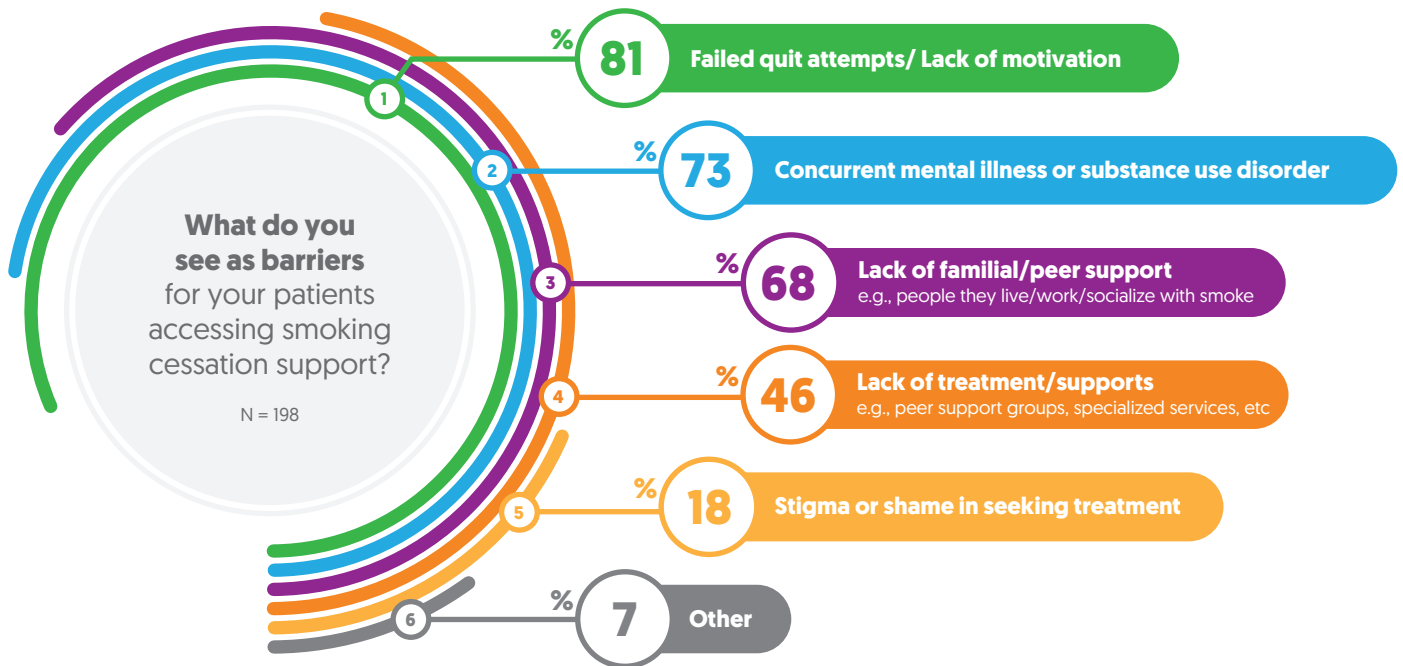 What do you
see as barriers
for your patients
accessing smoking
cessation support?
N = 198
1
% 81 Failed quit attempts/ Lack of motivation
2
% 73 Concurrent mental illness or substance use disorder
3
% 68 Lack of familial/peer support
e.g., people they live/work/socialize with smoke
4
% 46 Lack of treatment/supports
e.g., peer support groups, specialized services, etc
5
% 18 Stigma or shame in seeking treatment
6
% 7 Other